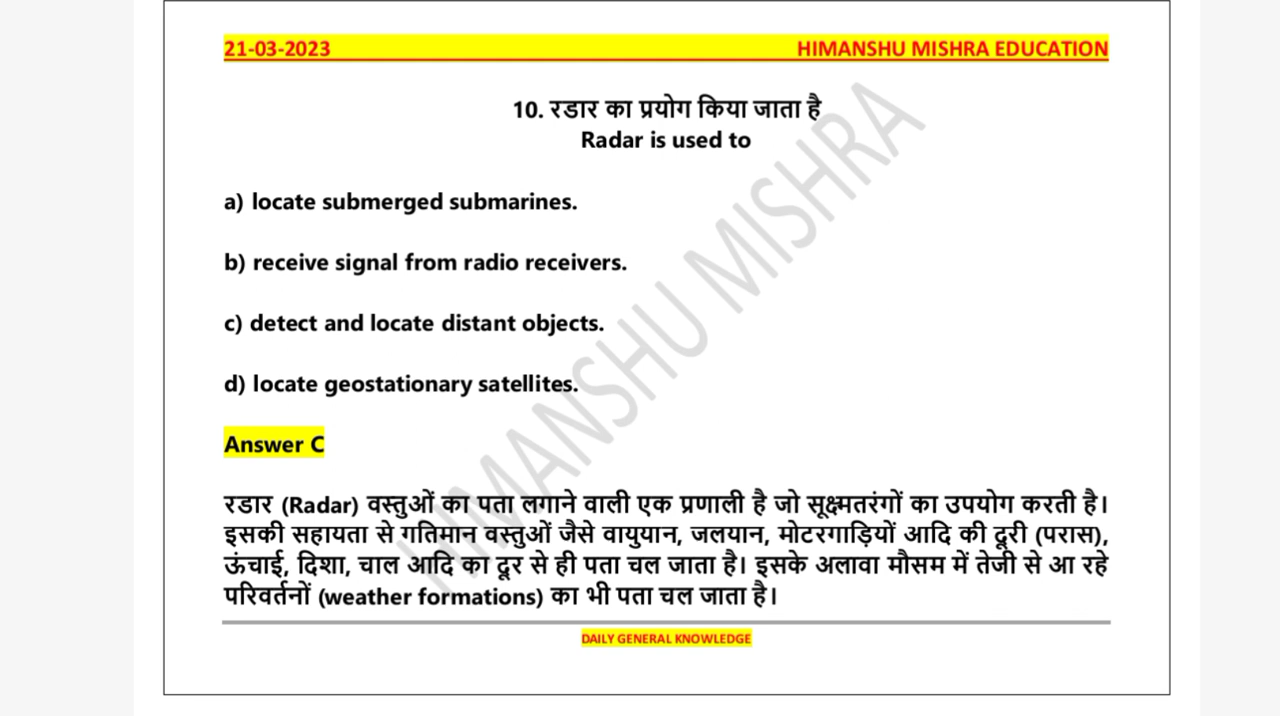 21-03-2023 HIMANSHU MISHRA EDUCATION
10. रडार का प्रयोग किया जाता है
Radar is used to
a) locate submerged submarines.
b) receive signal from radio receivers.
c) detect and locate distant objects.
d) locate geostationary satellites.
Answer C
रडार (Radar) वस्तुओं का पता लगाने वाली एक प्रणाली है जो सूक्ष्मतरंगों का उपयोग करती है।
इसकी सहायता से गतिमान वस्तुओं जैसे वायुयान, जलयान, मोटरगाड़ियों आदि की दूरी (परास),
ऊंचाई, दिशा, चाल आदि का दूर से ही पता चल जाता है। इसके अलावा मौसम में तेजी से आ रहे
परिवर्तनों (weather formations) का भी पता चल जाता है।
DAILY GENERAL KNOWLEDGE
HIMANSHU MISHRA